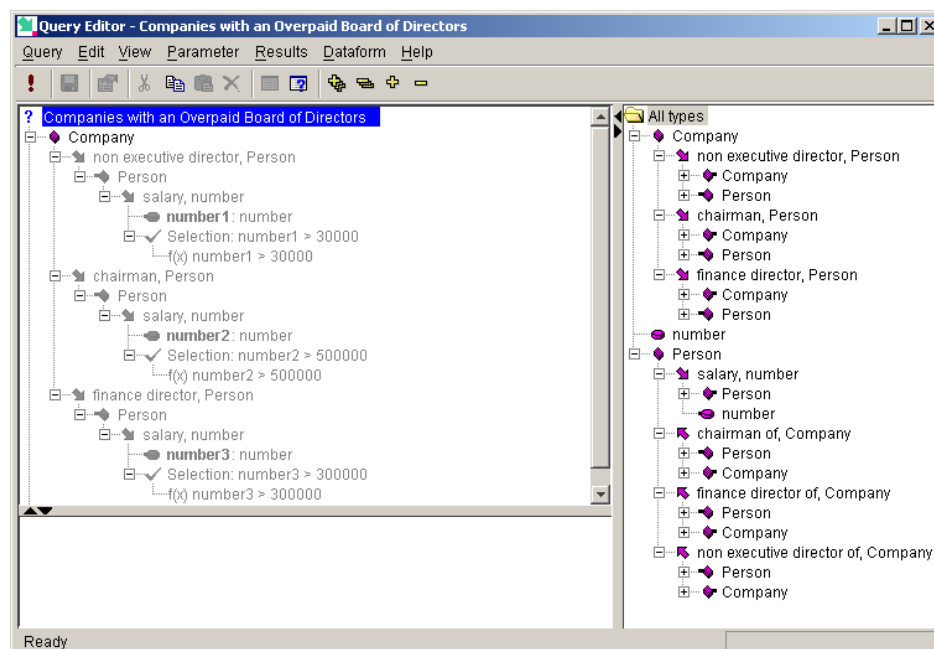 Query Editor - Companies with an Overpaid Board of Directors
Query Edit View Parameter Results Dataform Help
? Companies with an Overpaid Board of Directors
Company
non executive director, Person
Person
salary, number
number1: number
Selection: number1 > 30000
f(x) number1 > 30000
chairman, Person
Person
salary, number
number2: number
Selection: number2 > 500000
f(x) number2 > 500000
finance director, Person
Person
salary, number
number3: number
Selection: number3 > 300000
f(x) number3 > 300000
All types
Company
non executive director, Person
Company
Person
chairman, Person
Company
Person
finance director, Person
Company
Person
number
Person
salary, number
Person
number
chairman of, Company
Person
Company
finance director of, Company
Person
Company
non executive director of, Company
Person
Company
Ready